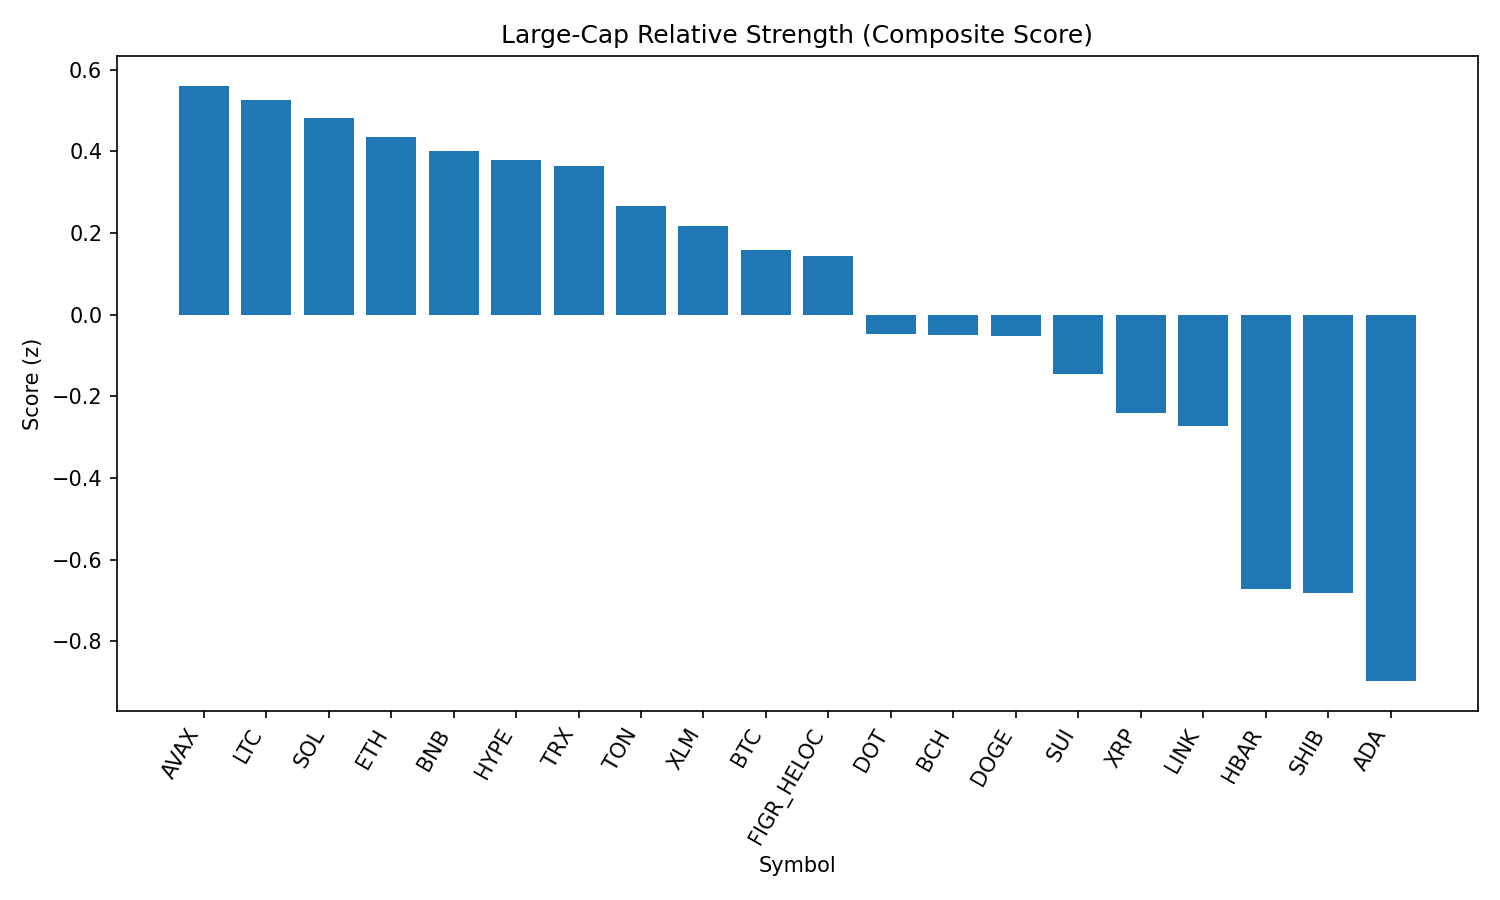 Large-Cap Relative Strength (Composite Score)
Score (z)
0.6
0.4
0.2
0.0
−0.2
−0.4
−0.6
−0.8
AVAX
LTC
SOL
ETH
BNB
HYPE
TRX
TON
XLM
BTC
FIGR_HELOC
DOT
BCH
DOGE
SUI
XRP
LINK
HBAR
SHIB
ADA
Symbol